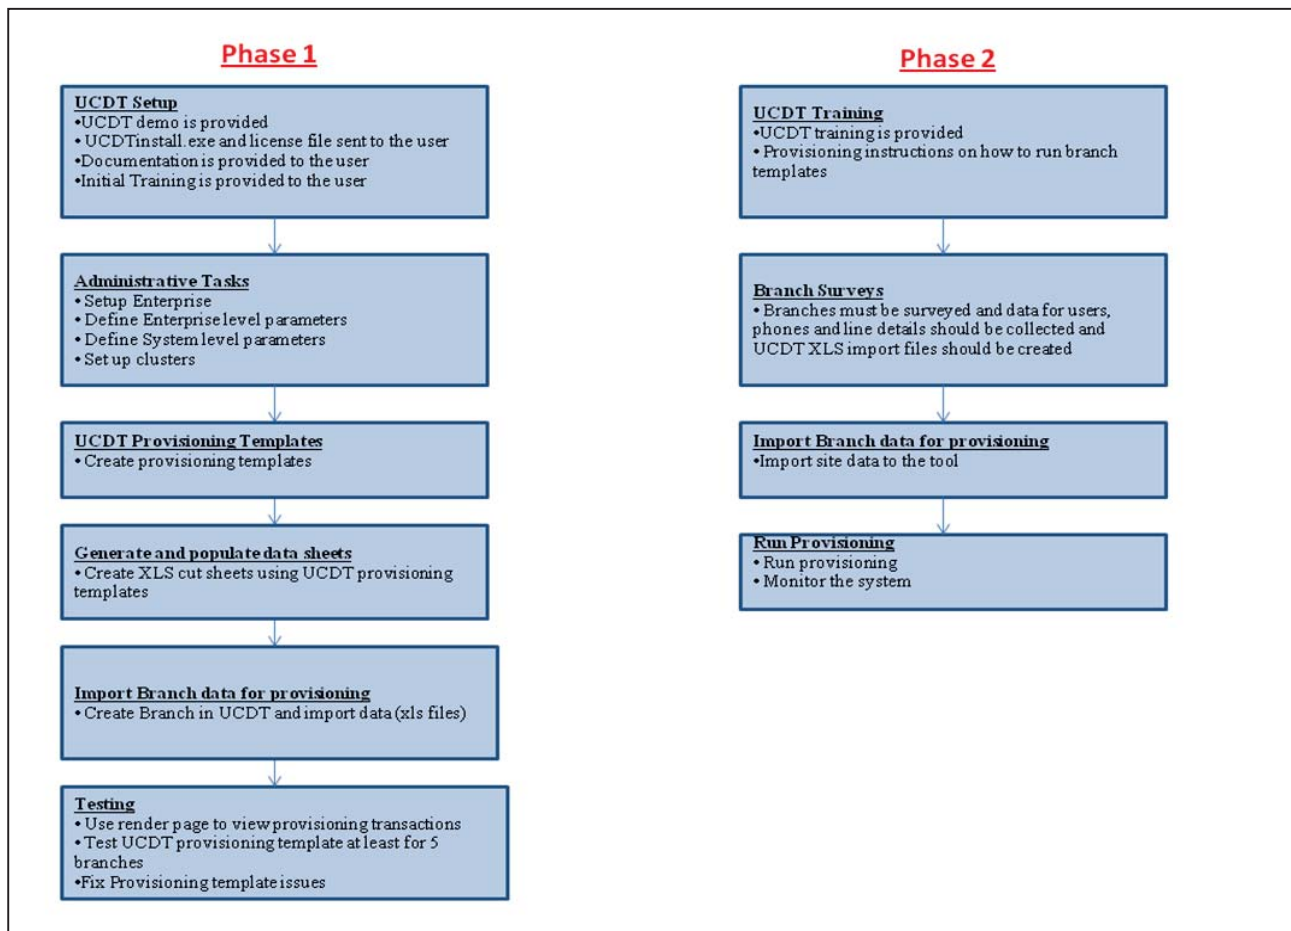 Phase 1
UCDT Setup
•UCDT demo is provided
• UCDTinstall.exe and license file sent to the user
•Documentation is provided to the user
•Initial Training is provided to the user
Administrative Tasks
• Setup Enterprise
• Define Enterprise level parameters
• Define System level parameters
• Set up clusters
UCDT Provisioning Templates
• Create provisioning templates
Generate and populate data sheets
• Create XLS cut sheets using UCDT provisioning
templates
Import Branch data for provisioning
• Create Branch in UCDT and import data (xls files)
Testing
• Use render page to view provisioning transactions
• Test UCDT provisioning template at least for 5
branches
•Fix Provisioning template issues
Phase 2
UCDT Training
•UCDT training is provided
• Provisioning instructions on how to run branch
templates
Branch Surveys
• Branches must be surveyed and data for users,
phones and line details should be collected and
UCDT XLS import files should be created
Import Branch data for provisioning
•Import site data to the tool
Run Provisioning
• Run provisioning
• Monitor the system